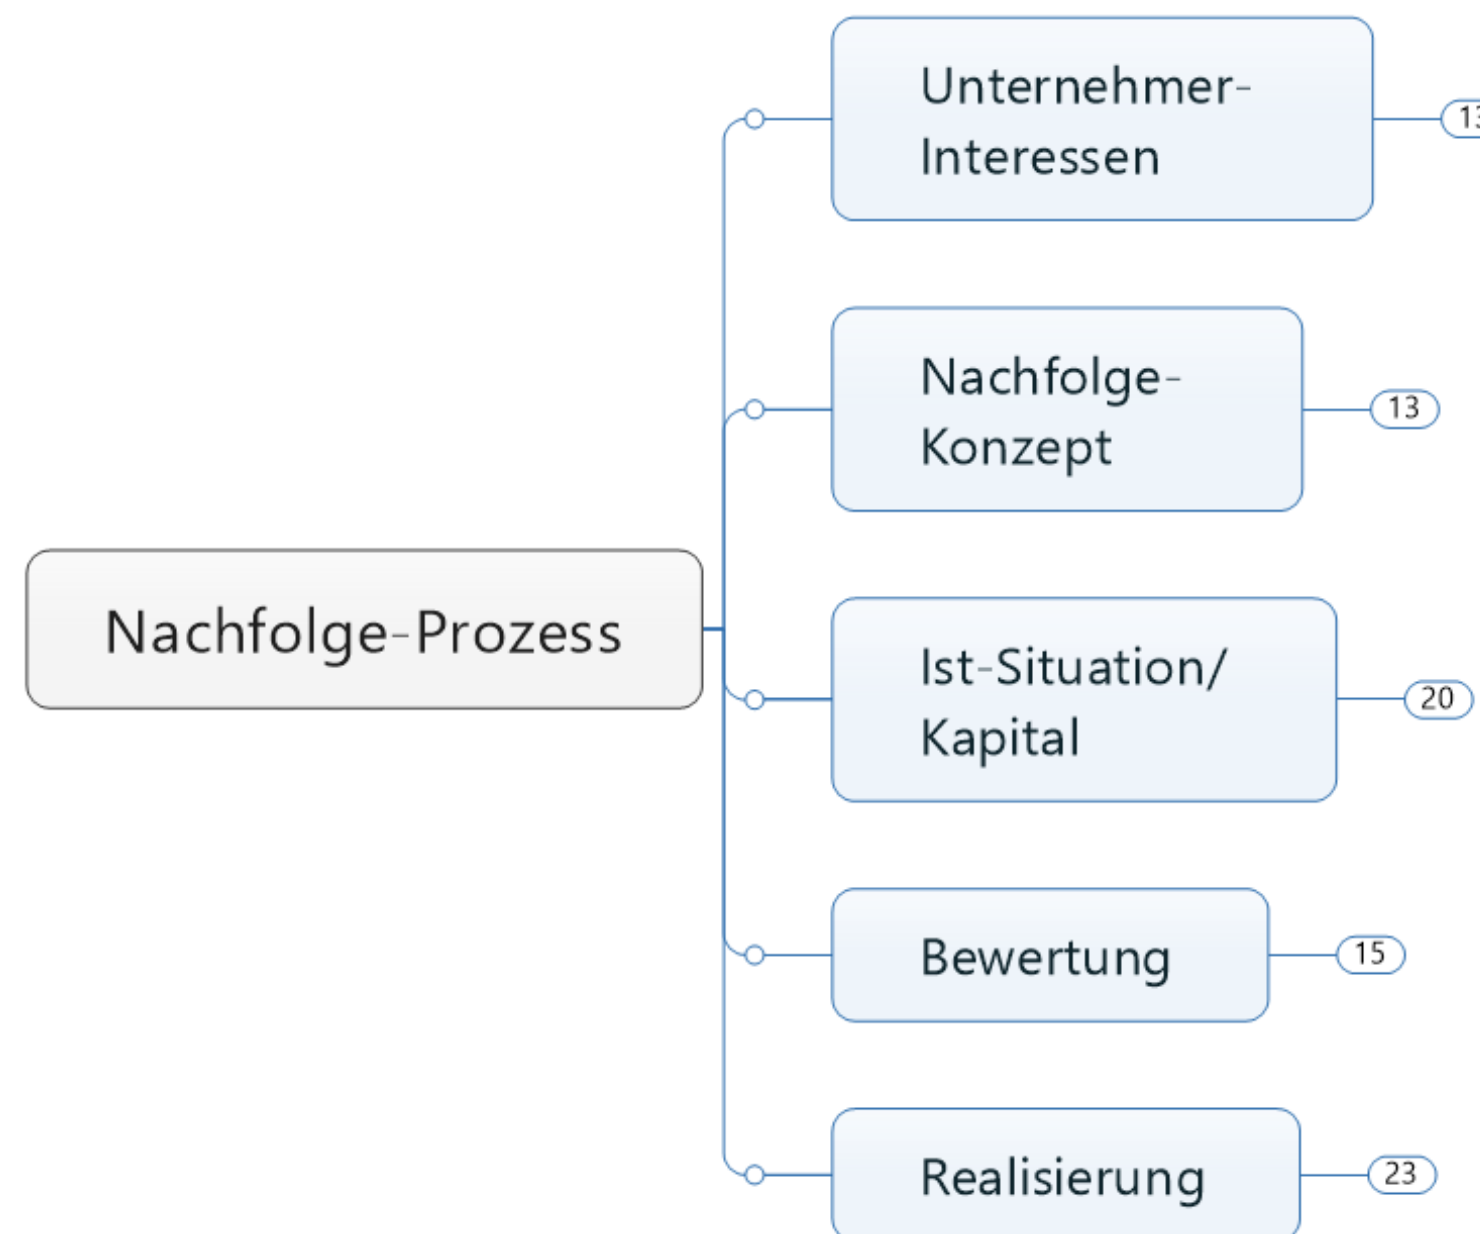 Unternehmer-
Interessen
Nachfolge-
Konzept
13
Nachfolge-Prozess
Ist-Situation/
Kapital
20
Bewertung
15
Realisierung
23